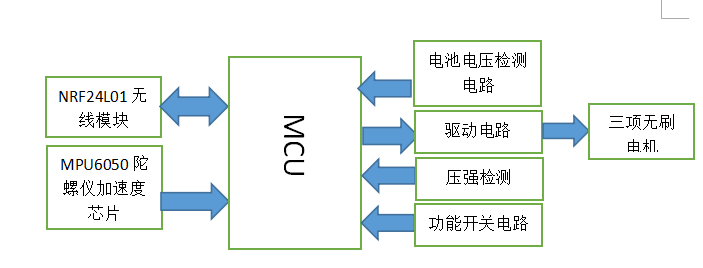 NRF24L01 无
线模块
MPU6050 陀
螺仪加速度
芯片
MCU
电池电压检测
电路
驱动电路
压强检测
功能开关电路
三项无刷
电机